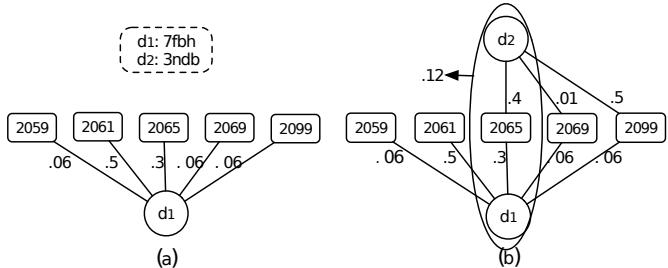 d1: 7fbh
d2: 3ndb
2059 2061 2065 2069 2099
.06 .5 .3 .06 .06
d1
(a)
d2
.12
.4 .01 .5
2059 2061 2065 2069 2099
.06 .5 .3 .06 .06
d1
(b)